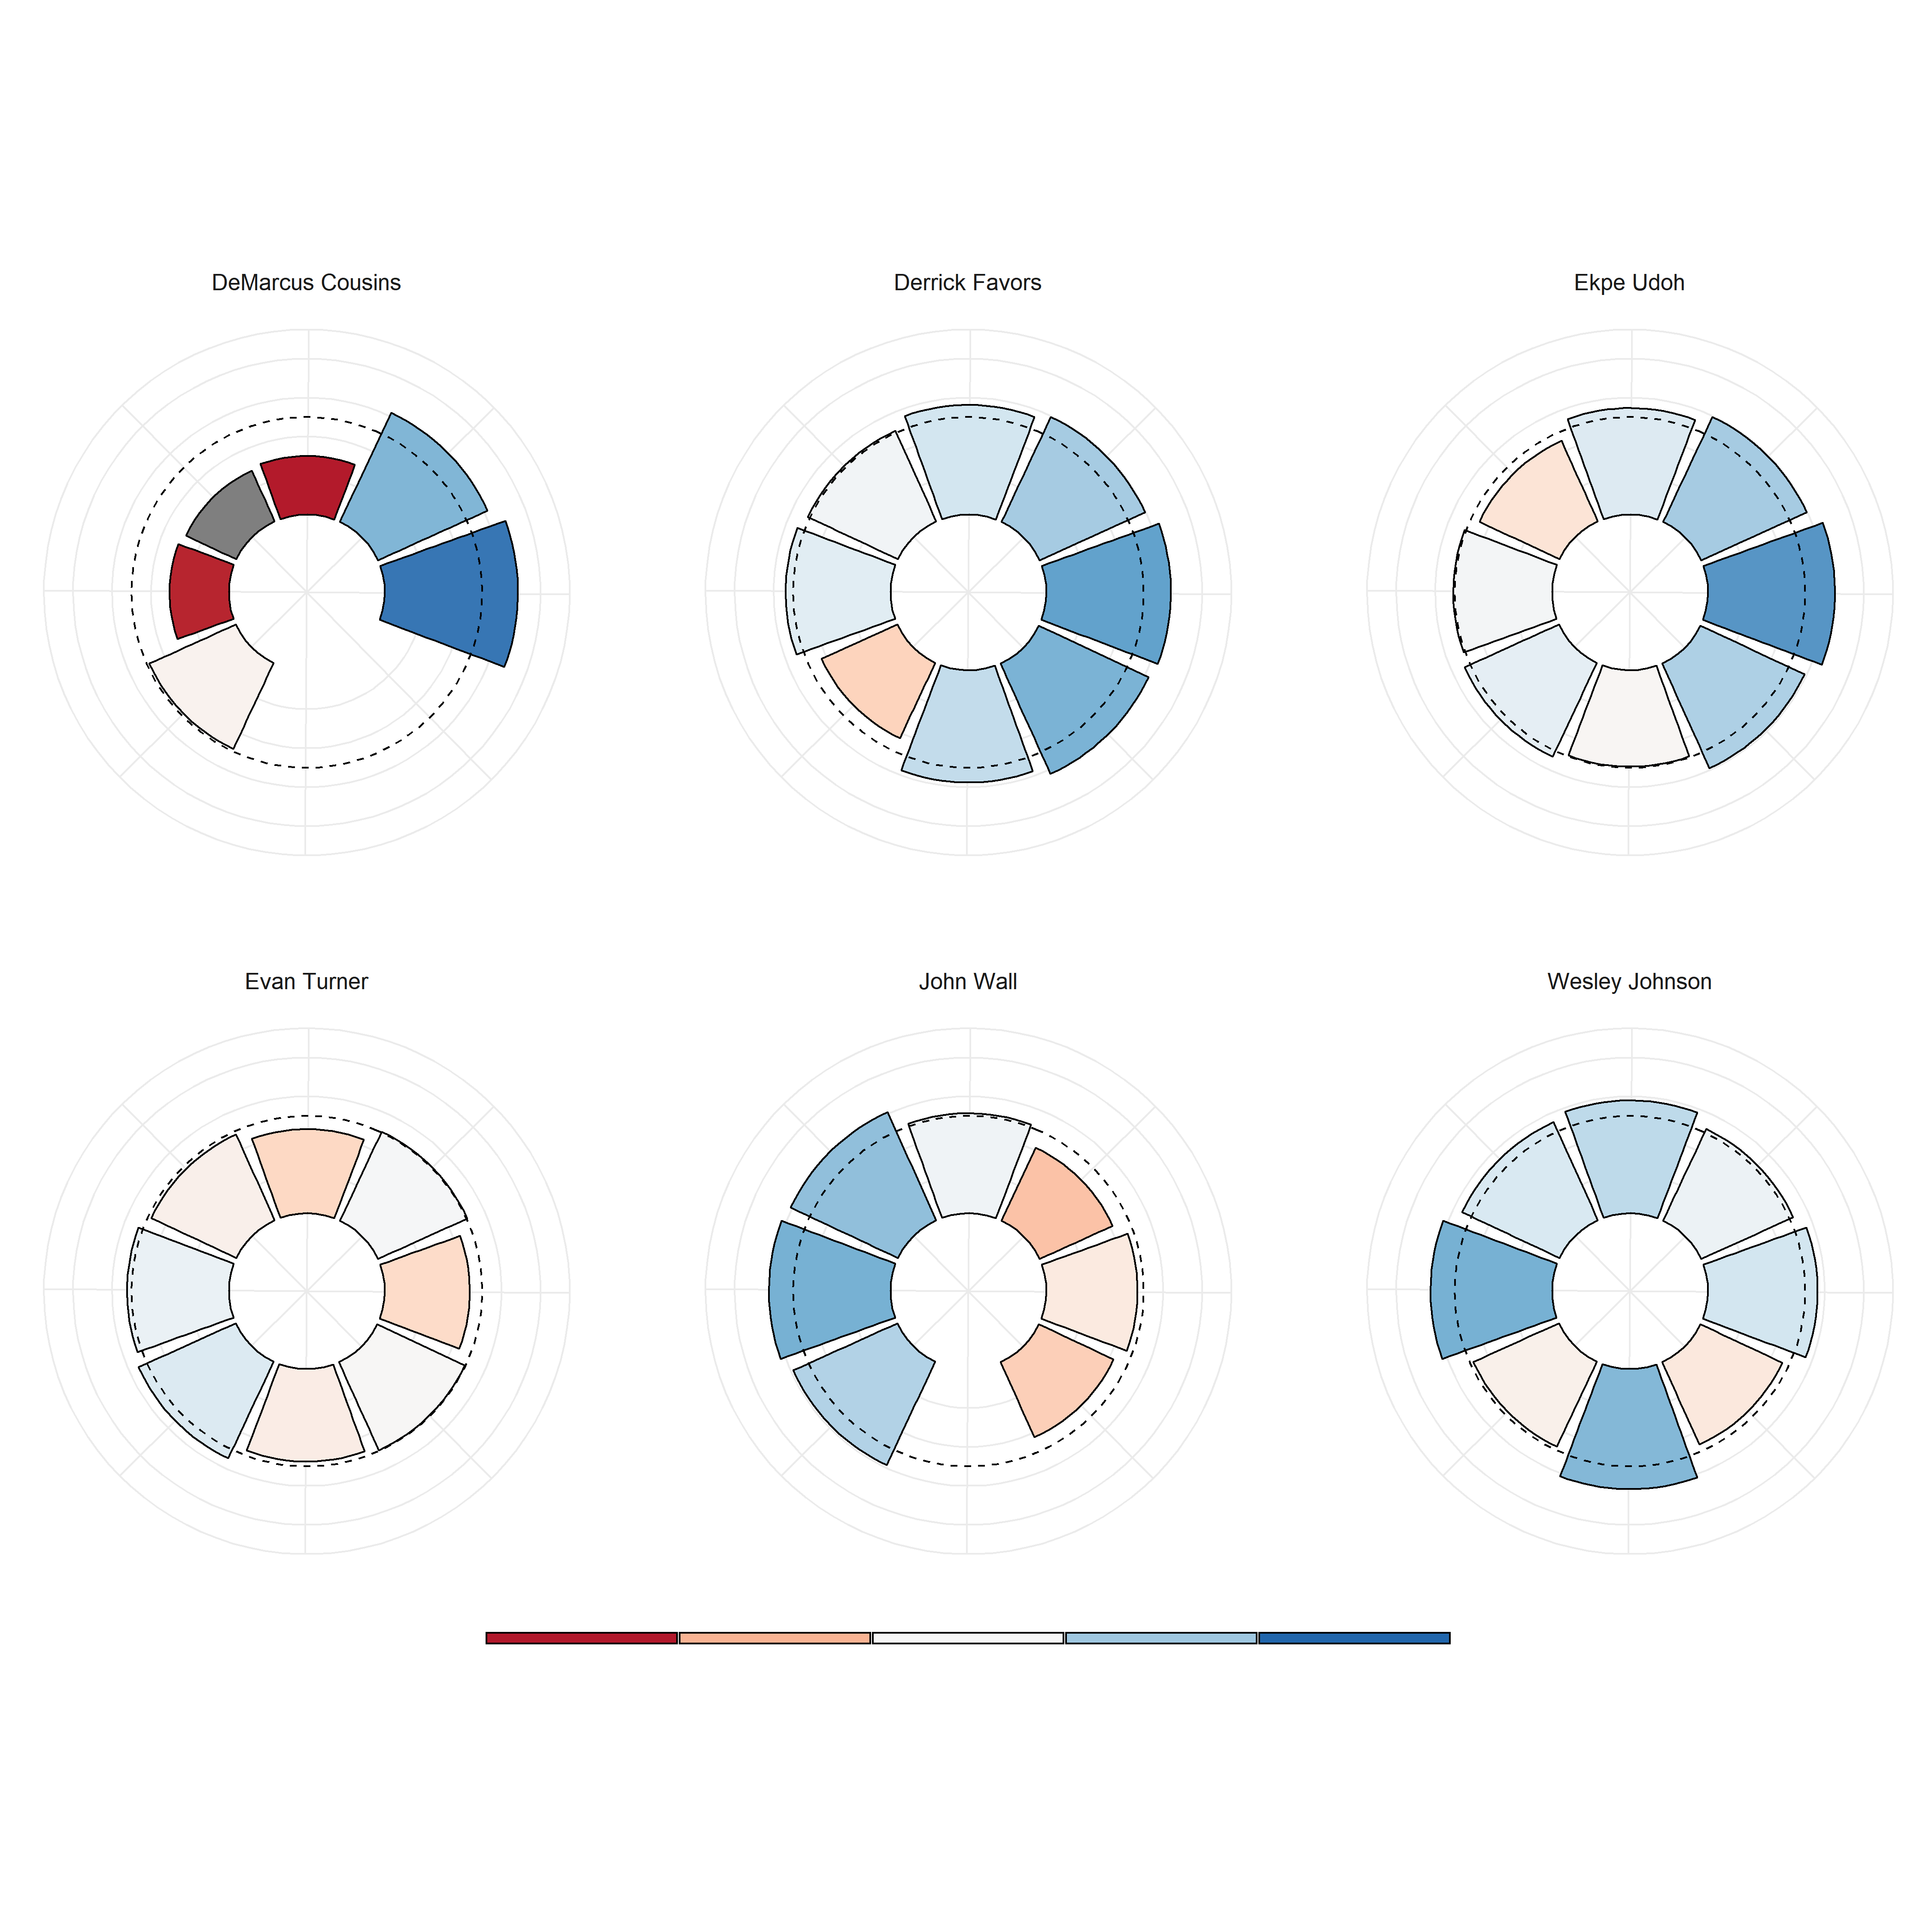 DeMarcus Cousins
Derrick Favors
Ekpe Udoh
Evan Turner
John Wall
Wesley Johnson